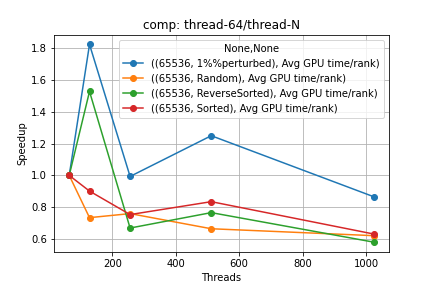 comp: thread-64/thread-N
None,None
((65536, 1%%perturbed), Avg GPU time/rank)
((65536, Random), Avg GPU time/rank)
((65536, ReverseSorted), Avg GPU time/rank)
((65536, Sorted), Avg GPU time/rank)
Speedup
1.8
1.6
1.4
1.2
1.0
0.8
0.6
200
400
600
800
1000
Threads